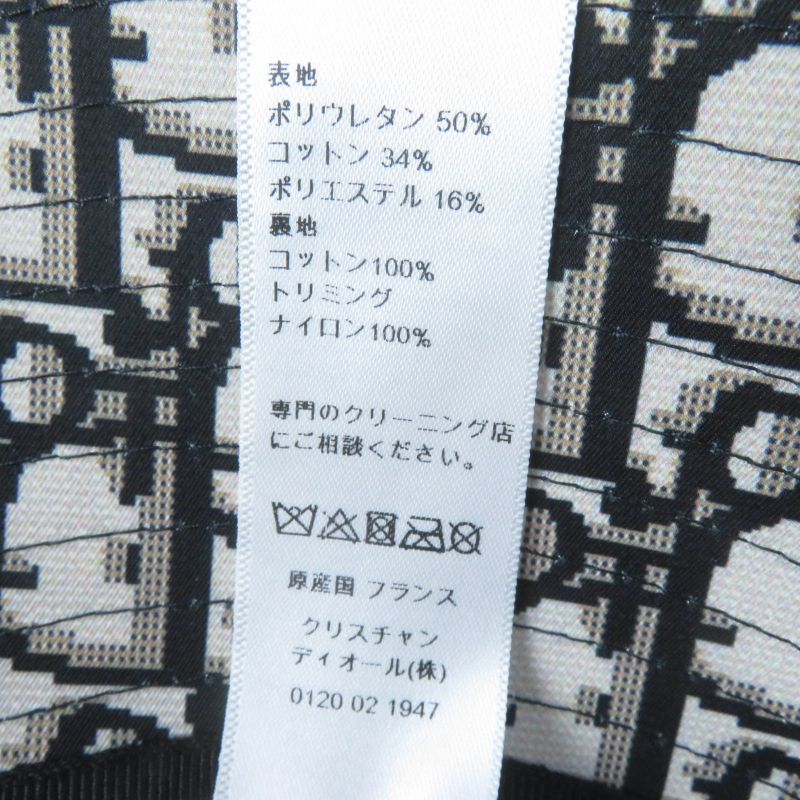 表地
ポリウレタン 50%
コットン 34%
ポリエステル 16%
裏地
コットン100%
トリミング
ナイロン100%
専門のクリーニング店
にご相談ください。
原産国 フランス
クリスチャン
ディオール(株)
0120 02 1947